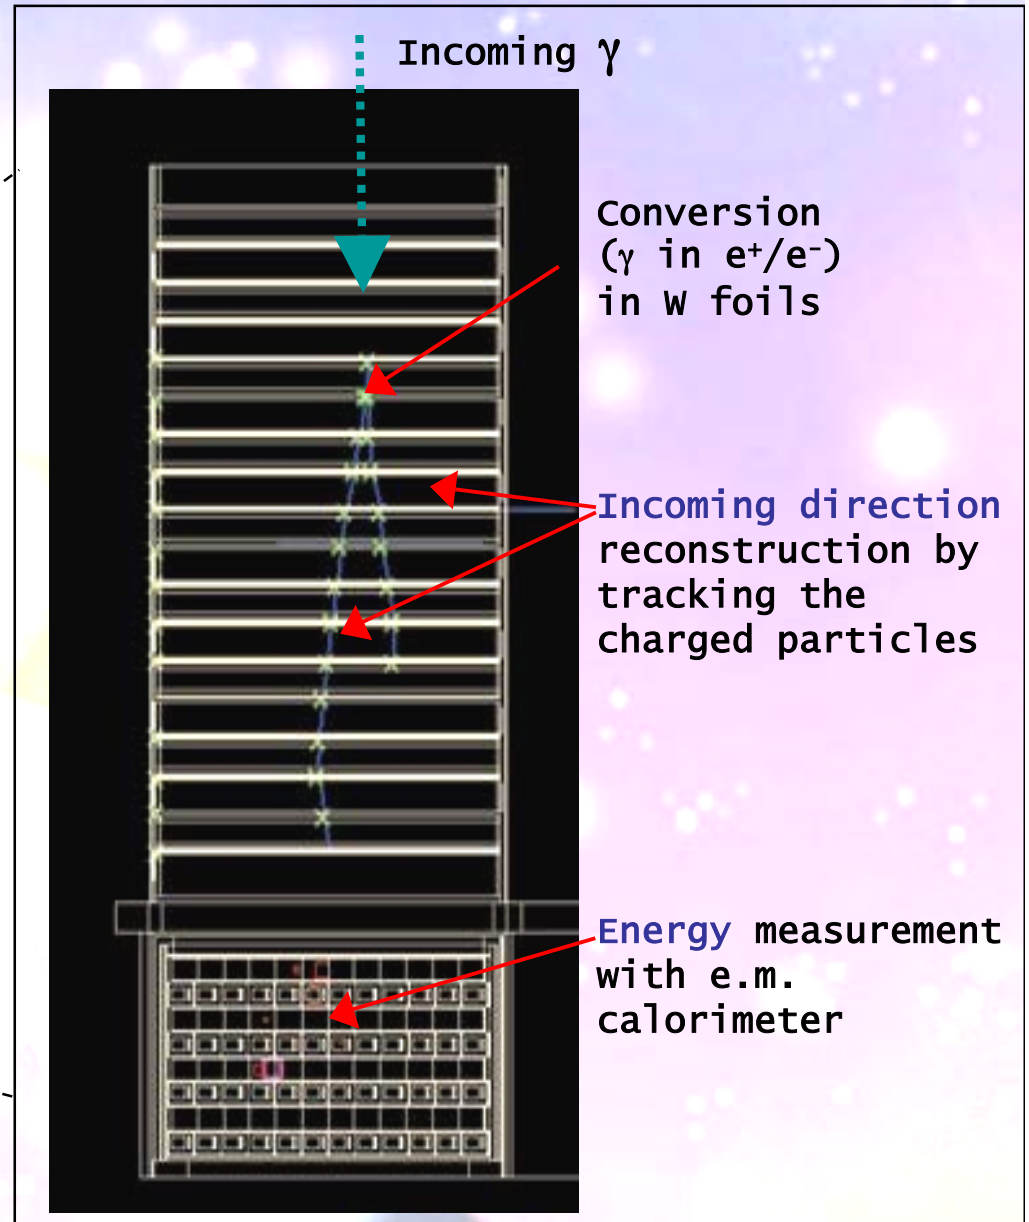 Incoming γ
Conversion
(γ in e⁺/e⁻)
in W foils
Incoming direction
reconstruction by
tracking the
charged particles
Energy measurement
with e.m.
calorimeter